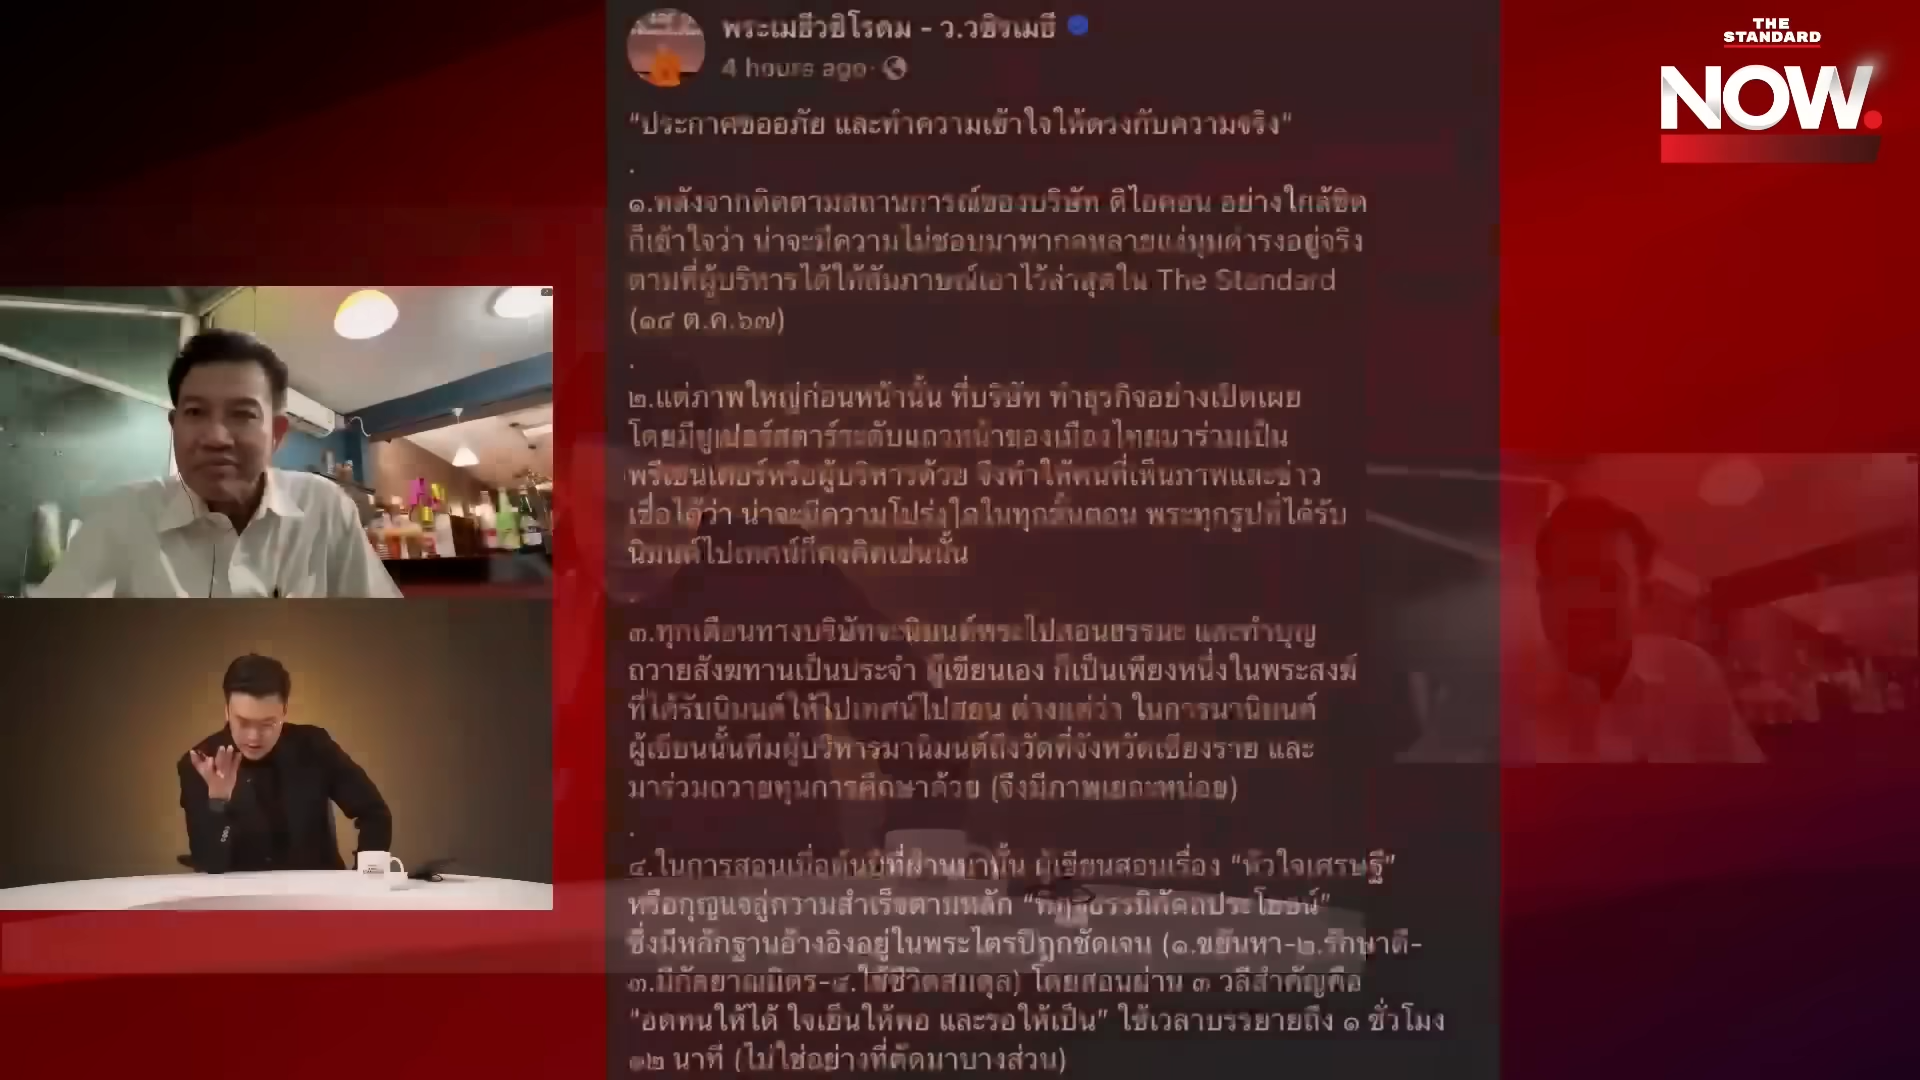 พระเมธีวชิโรดม - ว.วชิรเมธี
4 hours ago
THE
STANDARD
NOW.
“ประกาศขออภัย และทำความเข้าใจให้ตรงกับความจริง”
.
๑.หลังจากติดตามสถานการณ์ของบริษัท ดิไอคอน อย่างใกล้ชิด
ก็เข้าใจว่า น่าจะมีความไม่ชอบมาพากลหลายแง่มุมดำรงอยู่จริง
ตามที่ผู้บริหารได้ให้สัมภาษณ์เอาไว้ล่าสุดใน The Standard
(๑๔ ต.ค.๖๗)
.
๒.แต่ภาพใหญ่ก่อนหน้านั้น ที่บริษัท ทำธุรกิจอย่างเปิดเผย
โดยมีซูเปอร์สตาร์ระดับแถวหน้าของเมืองไทยมาร่วมเป็น
พรีเซนเตอร์หรือผู้บริหารด้วย จึงทำให้คนที่เห็นภาพและข่าว
เชื่อได้ว่า น่าจะมีความโปร่งใสในทุกขั้นตอน พระทุกรูปที่ได้รับ
นิมนต์ไปเทศน์ก็คงคิดเช่นนั้น
.
๓.ทุกเดือนทางบริษัทจะนิมนต์พระไปสอนธรรมะ และทำบุญ
ถวายสังฆทานเป็นประจำ ผู้เขียนเอง ก็เป็นเพียงหนึ่งในพระสงฆ์
ที่ได้รับนิมนต์ให้ไปเทศน์ไปสอน ต่างแต่ว่า ในการมานิมนต์
ผู้เขียนนั้นทีมผู้บริหารมานิมนต์ถึงวัดที่จังหวัดเชียงราย และ
มาร่วมถวายทุนการศึกษาด้วย (จึงมีภาพเยอะหน่อย)
.
๔.ในการสอนเมื่อต้นปีที่ผ่านมานั้น ผู้เขียนสอนเรื่อง “หัวใจเศรษฐี”
หรือกุญแจสู่ความสำเร็จตามหลัก “ทิฏฐธรรมิกัตถประโยชน์”
ซึ่งมีหลักฐานอ้างอิงอยู่ในพระไตรปิฎกชัดเจน (๑.ขยันหา-๒.รักษาดี-
๓.มีกัลยาณมิตร-๔.ใช้ชีวิตสมดุล) โดยสอนผ่าน ๓ วลีสำคัญคือ
“อดทนให้ได้ ใจเย็นให้พอ และรอให้เป็น” ใช้เวลาบรรยายถึง ๑ ชั่วโมง
๑๒ นาที (ไม่ใช่อย่างที่ตัดมาบางส่วน)